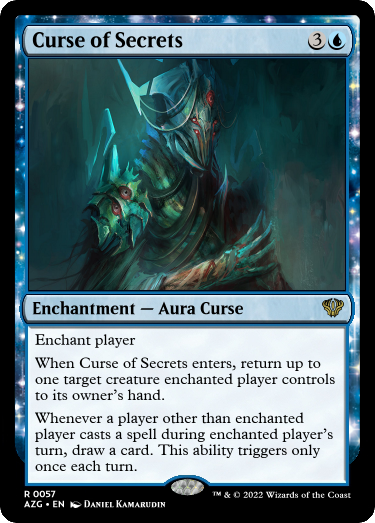 Curse of Secrets 3
Enchantment — Aura Curse
Enchant player
When Curse of Secrets enters, return up to
one target creature enchanted player controls
to its owner's hand.
Whenever a player other than enchanted
player casts a spell during enchanted player's
turn, draw a card. This ability triggers only
once each turn.
R 0057
AZG • EN DANIEL KAMARUDIN ™ & © 2022 Wizards of the Coast